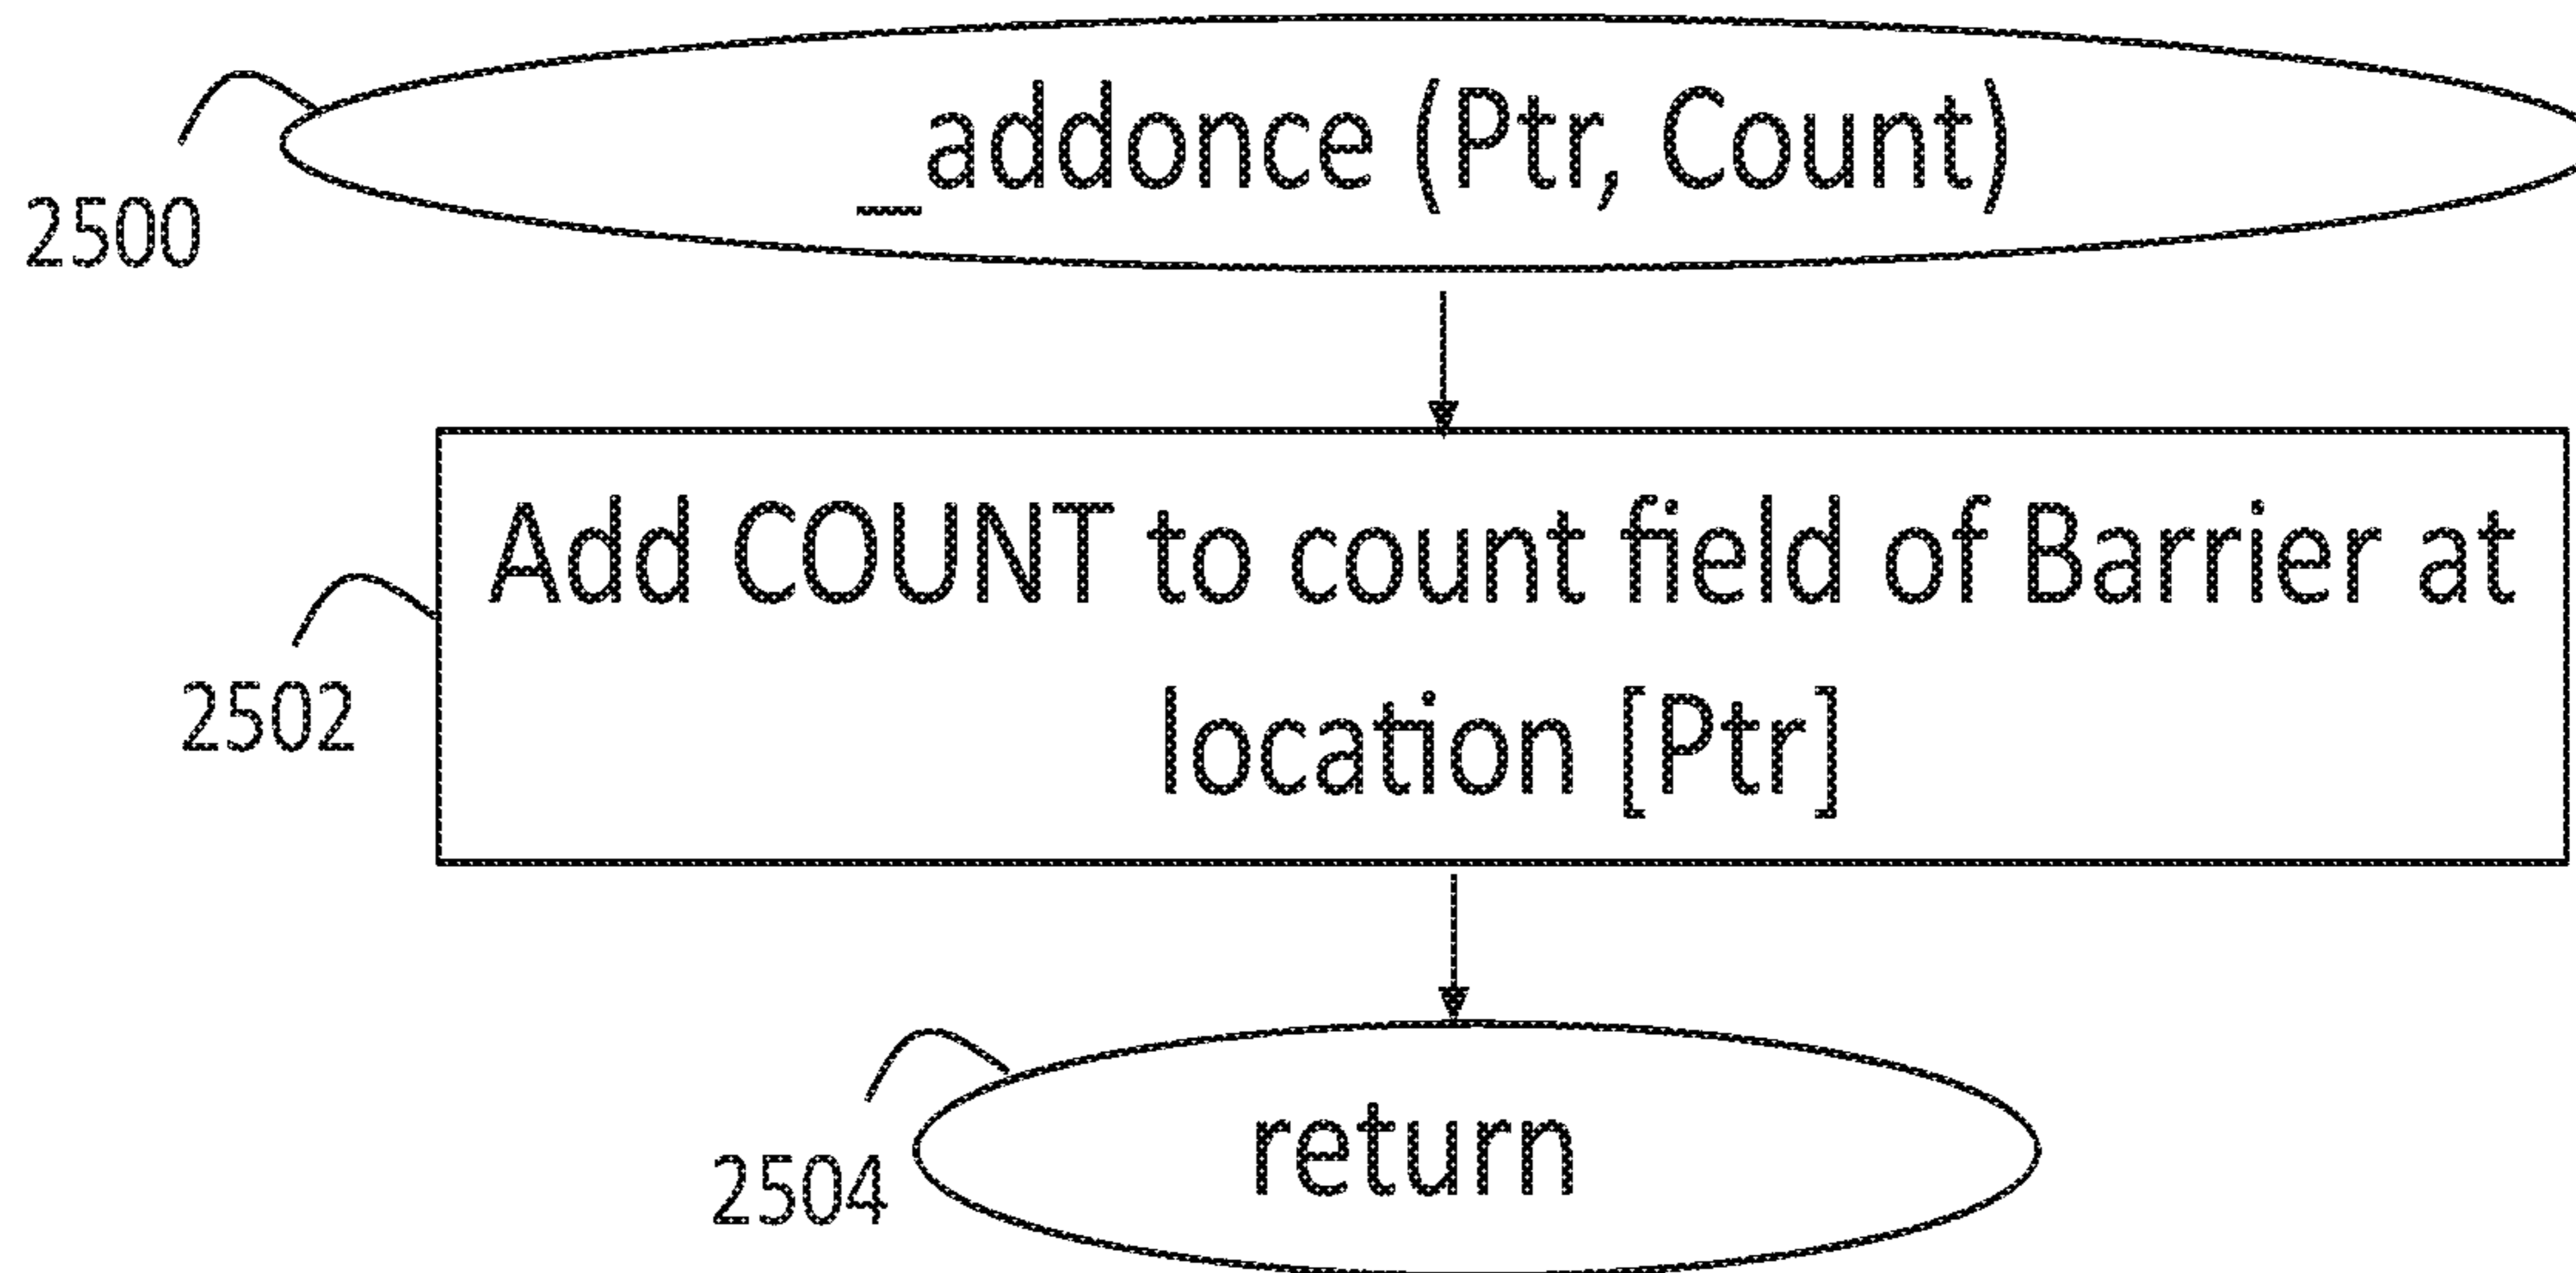 _addonce (Ptr, Count)
2500
Add COUNT to count field of Barrier at
location [Ptr]
2502
return
2504